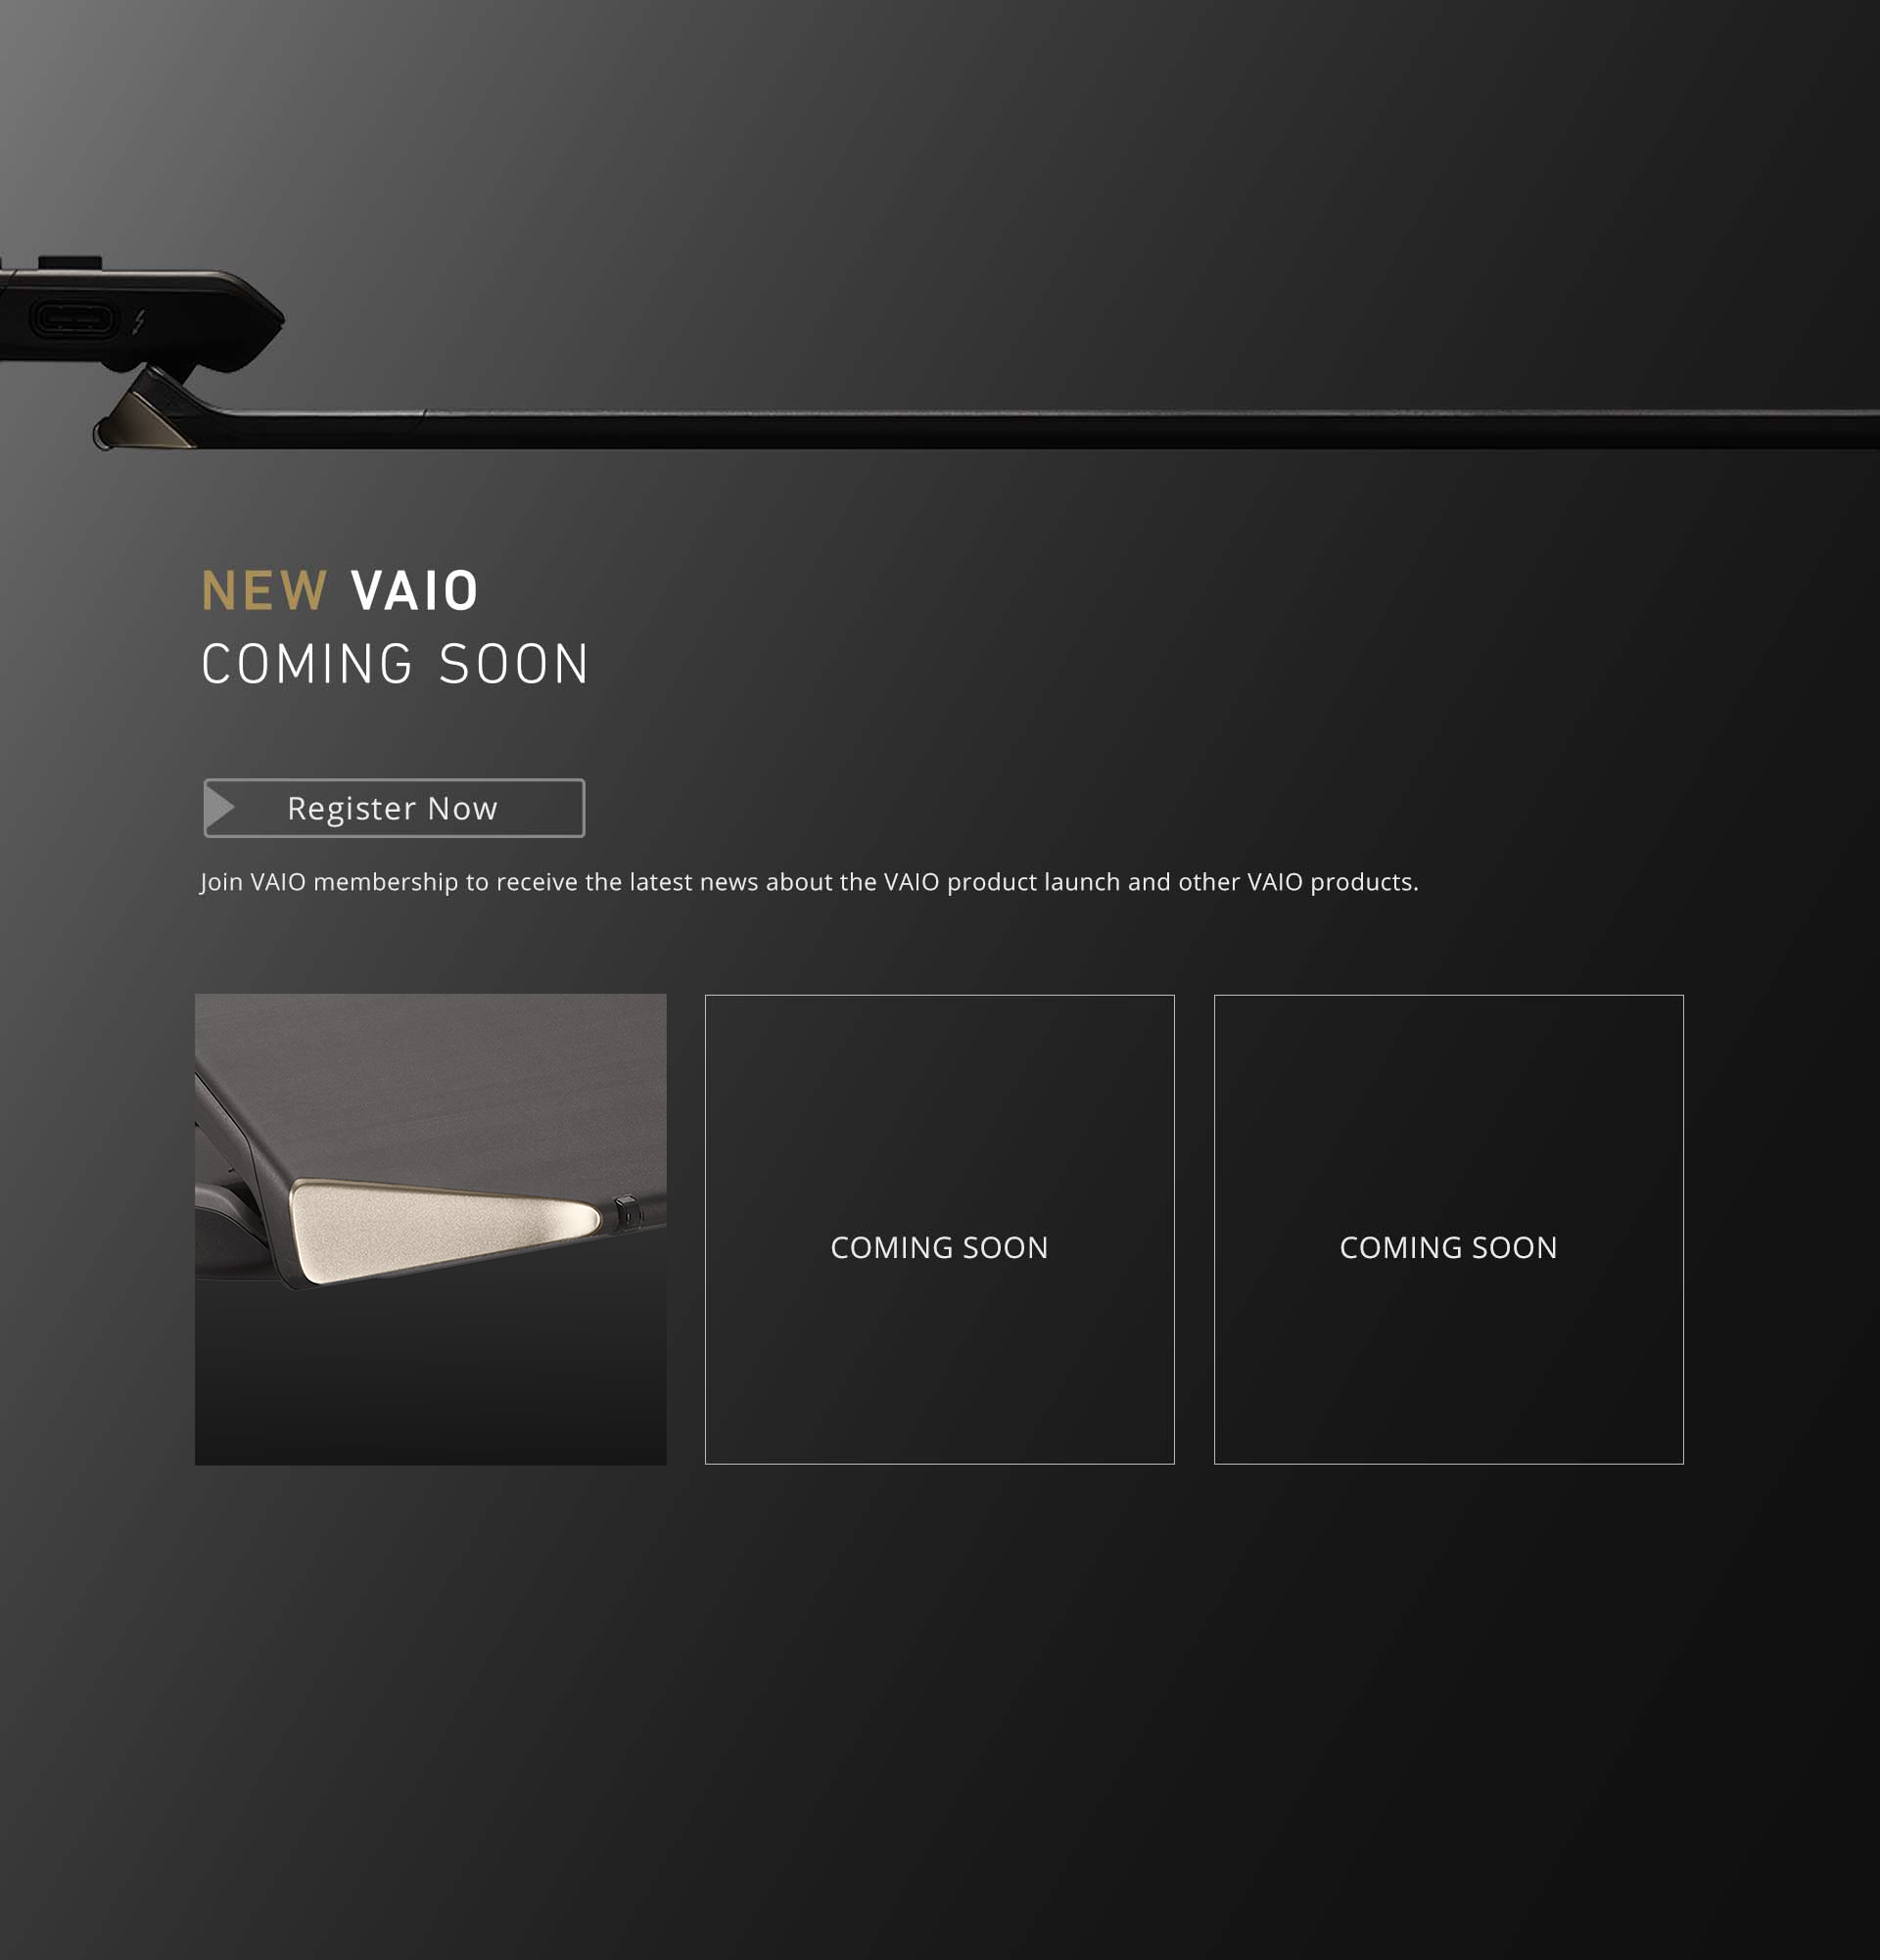 NEW VAIO
COMING SOON
Register Now
Join VAIO membership to receive the latest news about the VAIO product launch and other VAIO products.
COMING SOON
COMING SOON